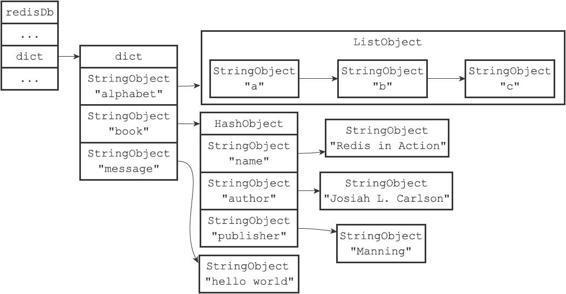 redisDb
...
dict
...
dict
StringObject
"alphabet"
StringObject
"book"
StringObject
"message"
ListObject
StringObject
"a"
StringObject
"b"
StringObject
"c"
HashObject
StringObject
"name"
StringObject
"author"
StringObject
"publisher"
StringObject
"Redis in Action"
StringObject
"Josiah L. Carlson"
StringObject
"Manning"
StringObject
"hello world"